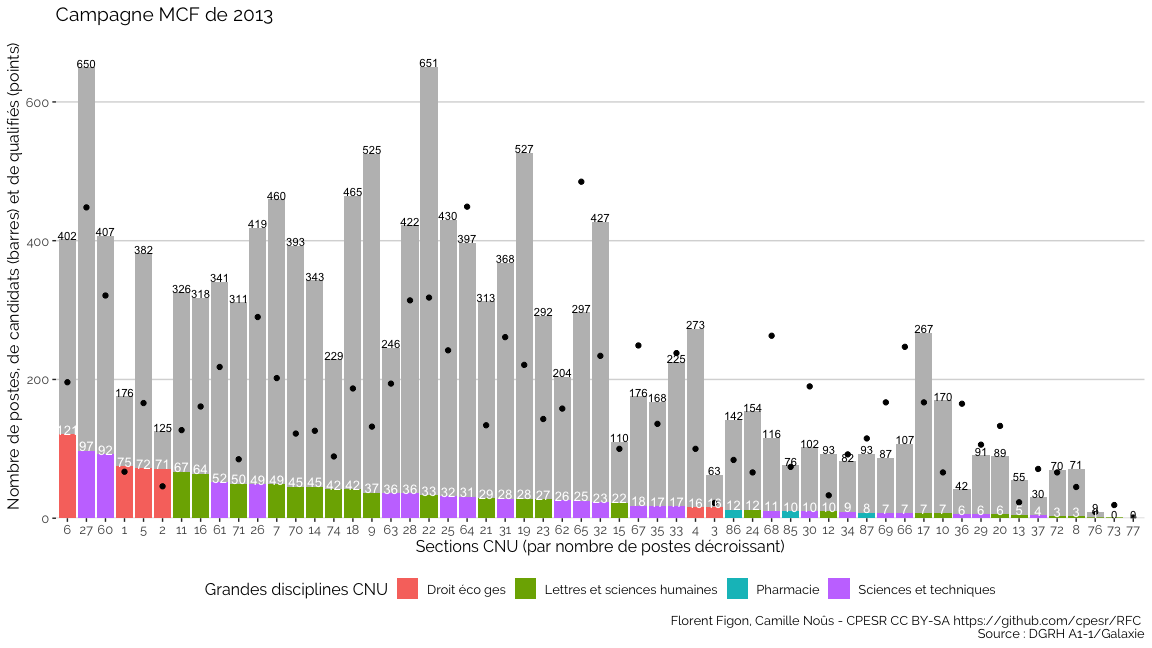 Campagne MCF de 2013
Nombre de postes, de candidats (barres) et de qualifiés (points)
600
400
200
0
402 650 407 176 382 125 326 318 341 311 419 460 393 343 229 465 525 246 422 651 430 397 313 368 527 292 204 297 427 110 176 168 225 273 63 142 154 116 76 102 93 82 93 87 107 267 170 42 91 89 55 30 70 71 9
121 97 92 75 72 71 67 64 52 50 49 49 45 45 42 42 37 36 36 33 32 31 29 28 28 27 26 25 23 22 18 17 17 16 12 12 11 10 10 10 9 8 7 7 7 7 6 6 6 5 4 3 3 0
6 27 60 1 5 2 11 16 61 71 26 7 70 14 74 18 9 63 28 22 25 64 21 31 19 23 62 65 32 15 67 35 33 4 3 86 24 68 85 30 12 34 87 69 66 17 10 36 29 20 13 37 72 8 76 73 77
Sections CNU (par nombre de postes décroissant)
Grandes disciplines CNU Droit éco ges Lettres et sciences humaines Pharmacie Sciences et techniques
Florent Figon, Camille Noûs - CPESR CC BY-SA https://github.com/cpesr/RFC
Source : DGRH A1-1/Galaxie